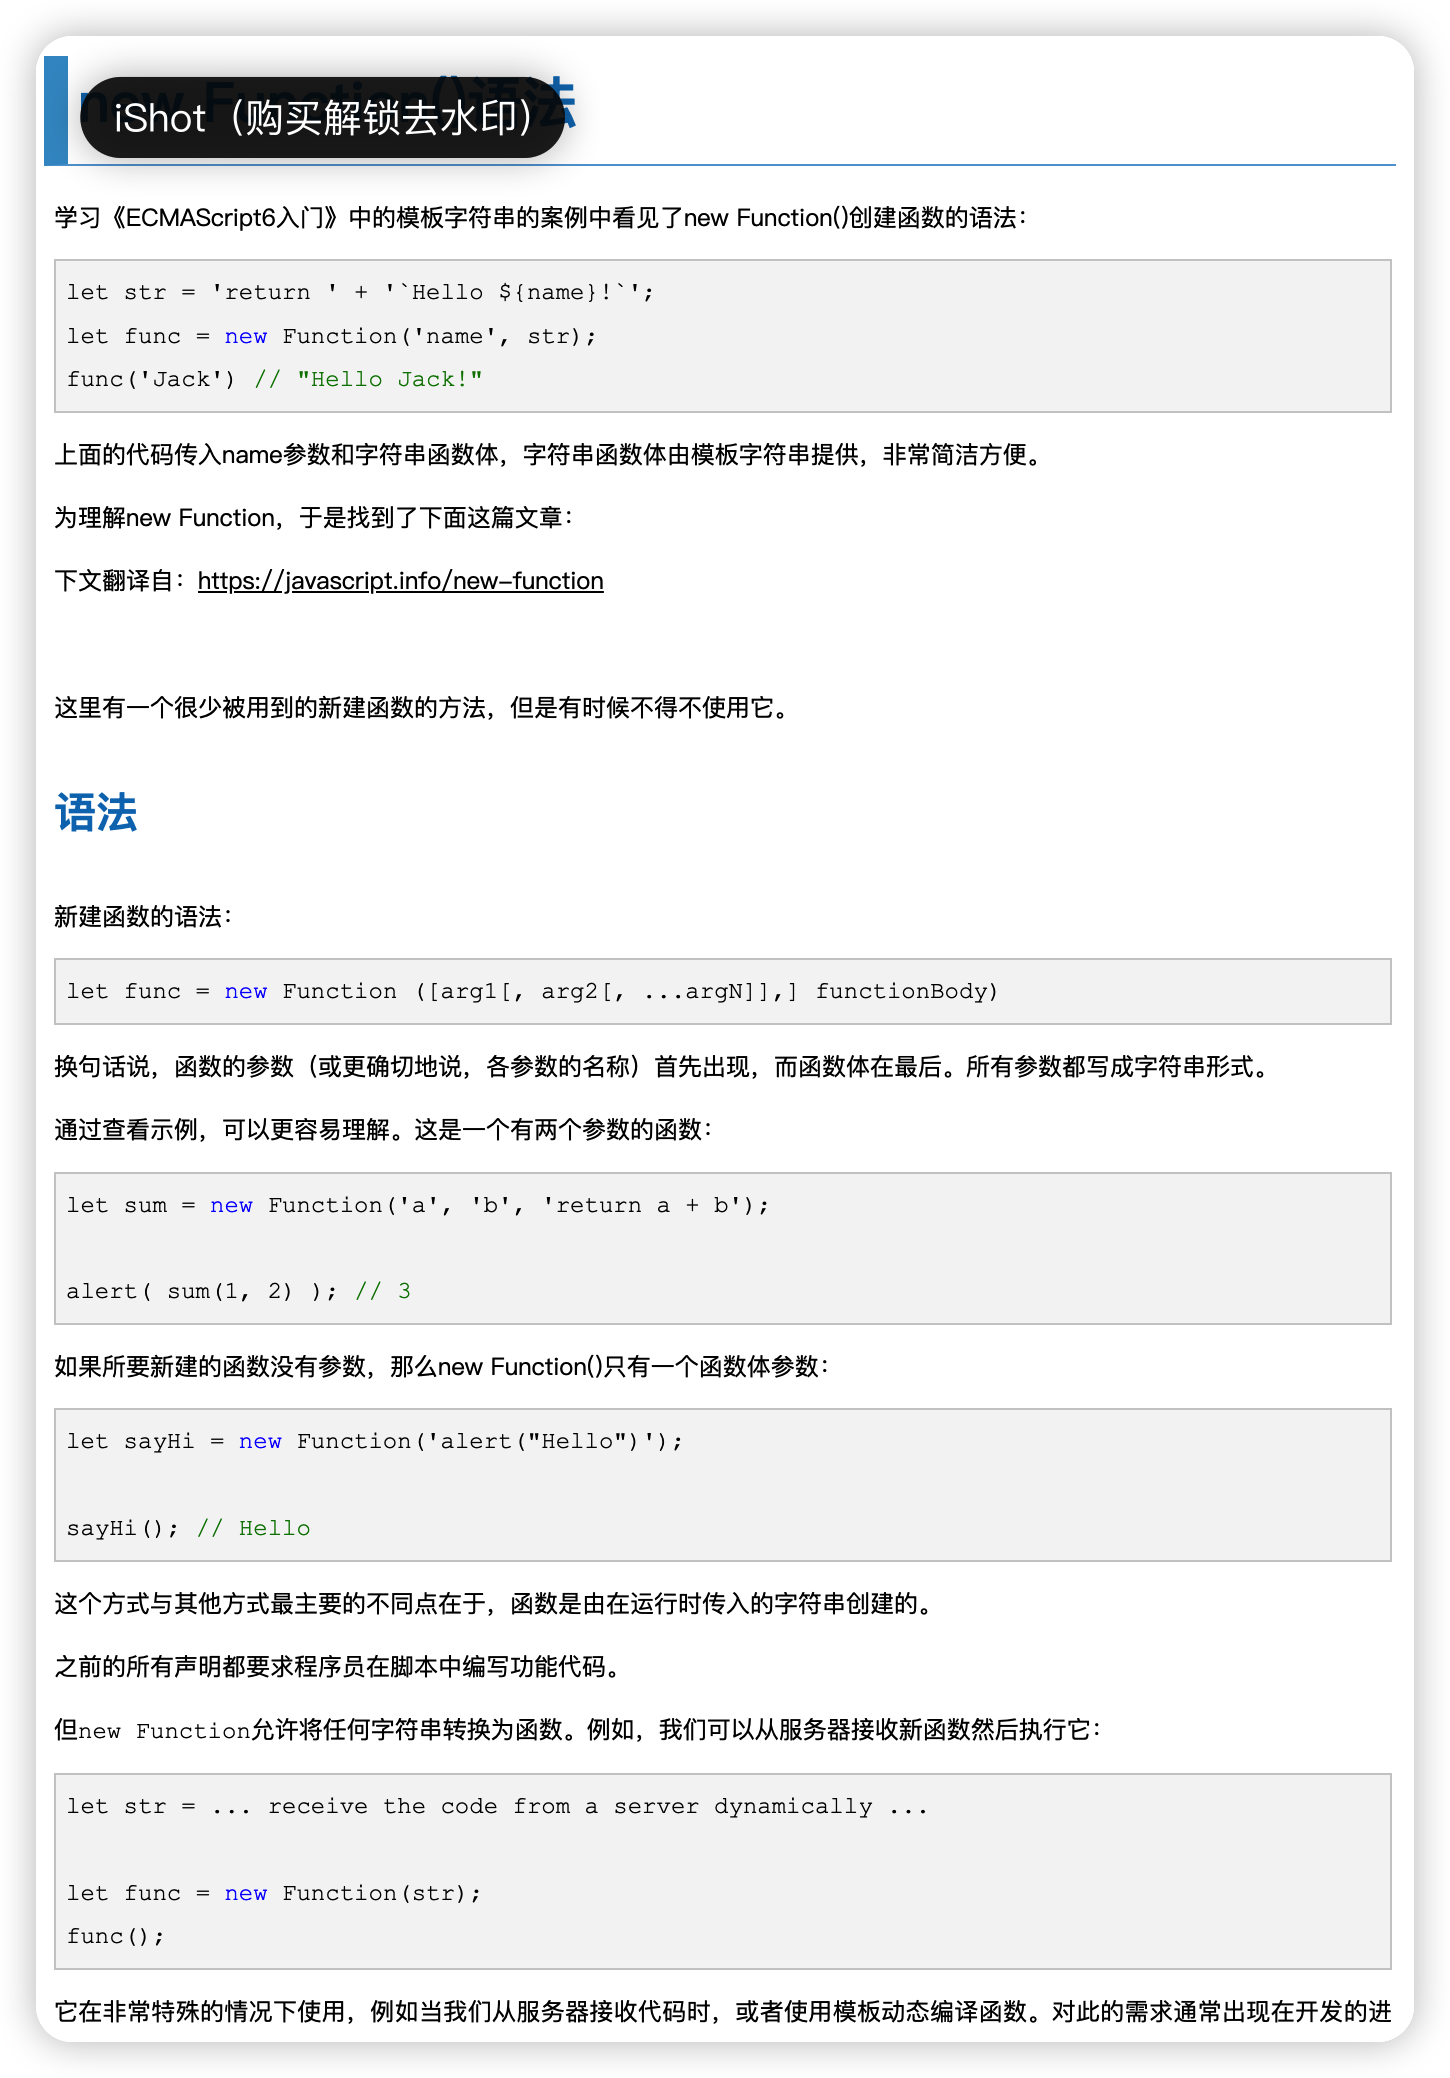 new Function()语法
iShot（购买解锁去水印）
学习《ECMAScript6入门》中的模板字符串的案例中看见了new Function()创建函数的语法：
let str = 'return ' + '`Hello ${name}!`';
let func = new Function('name', str);
func('Jack') // "Hello Jack!"
上面的代码传入name参数和字符串函数体，字符串函数体由模板字符串提供，非常简洁方便。
为理解new Function，于是找到了下面这篇文章：
下文翻译自：https://javascript.info/new-function
这里有一个很少被用到的新建函数的方法，但是有时候不得不使用它。
语法
新建函数的语法：
let func = new Function ([arg1[, arg2[, ...argN]],] functionBody)
换句话说，函数的参数（或更确切地说，各参数的名称）首先出现，而函数体在最后。所有参数都写成字符串形式。
通过查看示例，可以更容易理解。这是一个有两个参数的函数：
let sum = new Function('a', 'b', 'return a + b');
alert( sum(1, 2) ); // 3
如果所要新建的函数没有参数，那么new Function()只有一个函数体参数：
let sayHi = new Function('alert("Hello")');
sayHi(); // Hello
这个方式与其他方式最主要的不同点在于，函数是由在运行时传入的字符串创建的。
之前的所有声明都要求程序员在脚本中编写功能代码。
但new Function允许将任何字符串转换为函数。例如，我们可以从服务器接收新函数然后执行它：
let str = ... receive the code from a server dynamically ...
let func = new Function(str);
func();
它在非常特殊的情况下使用，例如当我们从服务器接收代码时，或者使用模板动态编译函数。对此的需求通常出现在开发的进